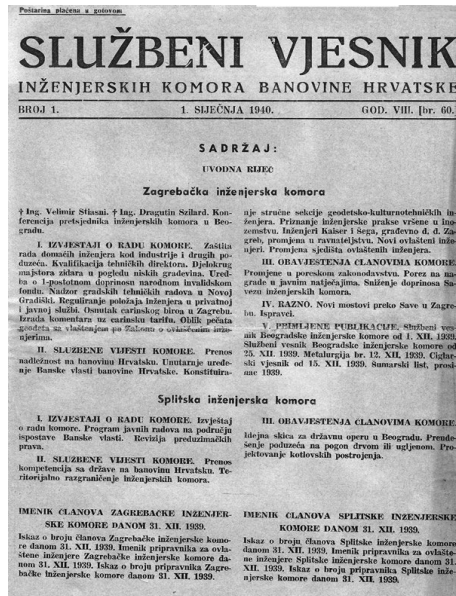 Poštarina plaćena u gotovom
SLUŽBENI VJESNIK
INŽENJERSKIH KOMORA BANOVINE HRVATSKE
BROJ 1.
1. SIJEČNJA 1940.
GOD. VIII. [br. 60.]
SADRŽAJ:
UVODNA RIJEČ
Zagrebačka inženjerska komora
† Ing. Velimir Stiasni. † Ing. Dragutin Szilard. Kon-
ferencija pretsjednika inženjerskih komora u Beo-
gradu.
I. IZVJEŠTAJI O RADU KOMORE. Zaštita
rada domaćih inženjera kod industrije i drugih po-
duzeća. Kvalifikacija tehničkih direktora. Djelokrug
majstora zidara u pogledu niskih građevina. Ured-
ba o 1-postotnom doprinosu narodnom invalidskom
fondu. Nadzor gradskih tehničkih radova u Novoj
Gradiški. Reguliranje položaja inženjera u privatnoj
i javnoj službi. Osnutak carinskog biroa u Zagrebu.
Izrada komentara uz carinsku tarifu. Oblik pečata
geodeta sa vlaštenjem po Zakonu o ovlaštenim inže-
njerima.
II. SLUŽBENE VIJESTI KOMORE. Prenos
nadležnost na banovinu Hrvatsku. Unutarnje uređe-
nje Banske vlasti banovine Hrvatske. Konstituira-
nje stručne sekcije geodetsko-kulturnotehničkih in-
ženjera. Priznanje inženjerske prakse vršene u ino-
zemstvu. Inženjeri Kaiser i Šega, građevno d. d. Za-
greb, promjena u ravnateljstvu. Novi ovlašteni inže-
njeri. Promjena sjedišta ovlaštenih inženjera.
III. OBAVJEŠTENJA CLANOVIMA KOMORE.
Promjene u poreskom zakonodavstvu. Porez na na-
grade u javnim natječajima. Sniženje doprinosa Sa-
vezu inženjerskih komora.
IV. RAZNO. Novi mostovi preko Save u Zagre-
bu. Ispravci.
V. PRIMLJENE PUBLIKACIJE. Službeni ves-
nik Beogradske inženjerske komore od 1. XII. 1939.
Službeni vesnik Beogradske inženjerske komore od
25. XII. 1939. Metalurgija br. 12. XII. 1939. Ciglar-
ski vjesnik od 15. XII. 1939. Šumarski list, prosi-
nac 1939.
Splitska inženjerska komora
I. IZVJEŠTAJI O RADU KOMORE. Izvještaj
o radu komore. Program javnih radova na području
ispostave Banske vlasti. Revizija preduzimačkih
prava.
II. SLUŽBENE VIJESTI KOMORE. Prenos
kompetencija sa države na banovinu Hrvatsku. Te-
ritorijalno razgraničenje inženjerskih komora.
III. OBAVJEŠTENJA CLANOVIMA KOMORE.
Idejna skica za državnu operu u Beogradu. Prende-
šenje poduzeća na pogon drvom ili ugljenom. Pro-
jektovanje kotlovskih postrojenja.
IMENIK CLANOVA ZAGREBAČKE INŽENJER-
SKE KOMORE DANOM 31. XII. 1939.
Iskaz o broju članova Zagrebačke inženjerske komo-
re danom 31. XII. 1939. Imenik pripravnika za ovla-
štene inženjere Zagrebačke inženjerske komore da-
nom 31. XII. 1939. Iskaz o broju pripravnika Zagre-
bačke inženjerske komore danom 31. XII. 1939.
IMENIK CLANOVA SPLITSKE INŽENJERSKE
KOMORE DANOM 31. XII. 1939.
Iskaz o broju članova Splitske inženjerske komore
danom 31. XII. 1939. Imenik pripravnika za ovlašte-
ne inženjere Splitske inženjerske komore danom 31.
XII. 1939. Iskaz o broju pripravnika Splitske inže-
njerske komore danom 31. XII. 1939.